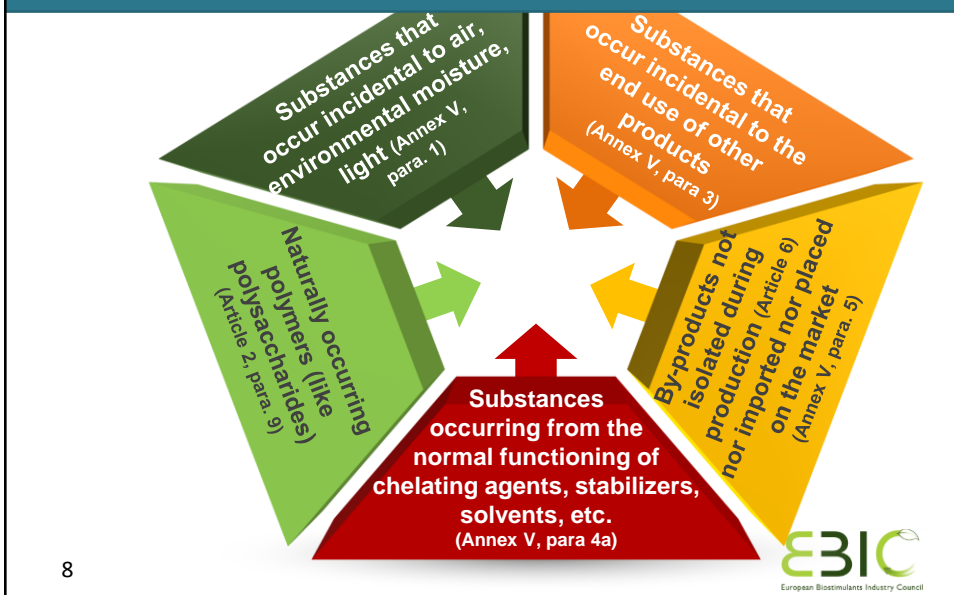 Substances that
occur incidental to air,
environmental moisture,
light (Annex V,
para. 1)
Substances that
occur incidental to the
end use of other
products
(Annex V, para 3)
Naturally occurring
polymers (like
polysaccharides)
(Article 2, para. 9)
By-products not
isolated during
production (Article 6)
nor imported nor placed
on the market
(Annex V, para. 5)
Substances
occurring from the
normal functioning of
chelating agents, stabilizers,
solvents, etc.
(Annex V, para 4a)
8
EBIC
European Biostimulants Industry Council